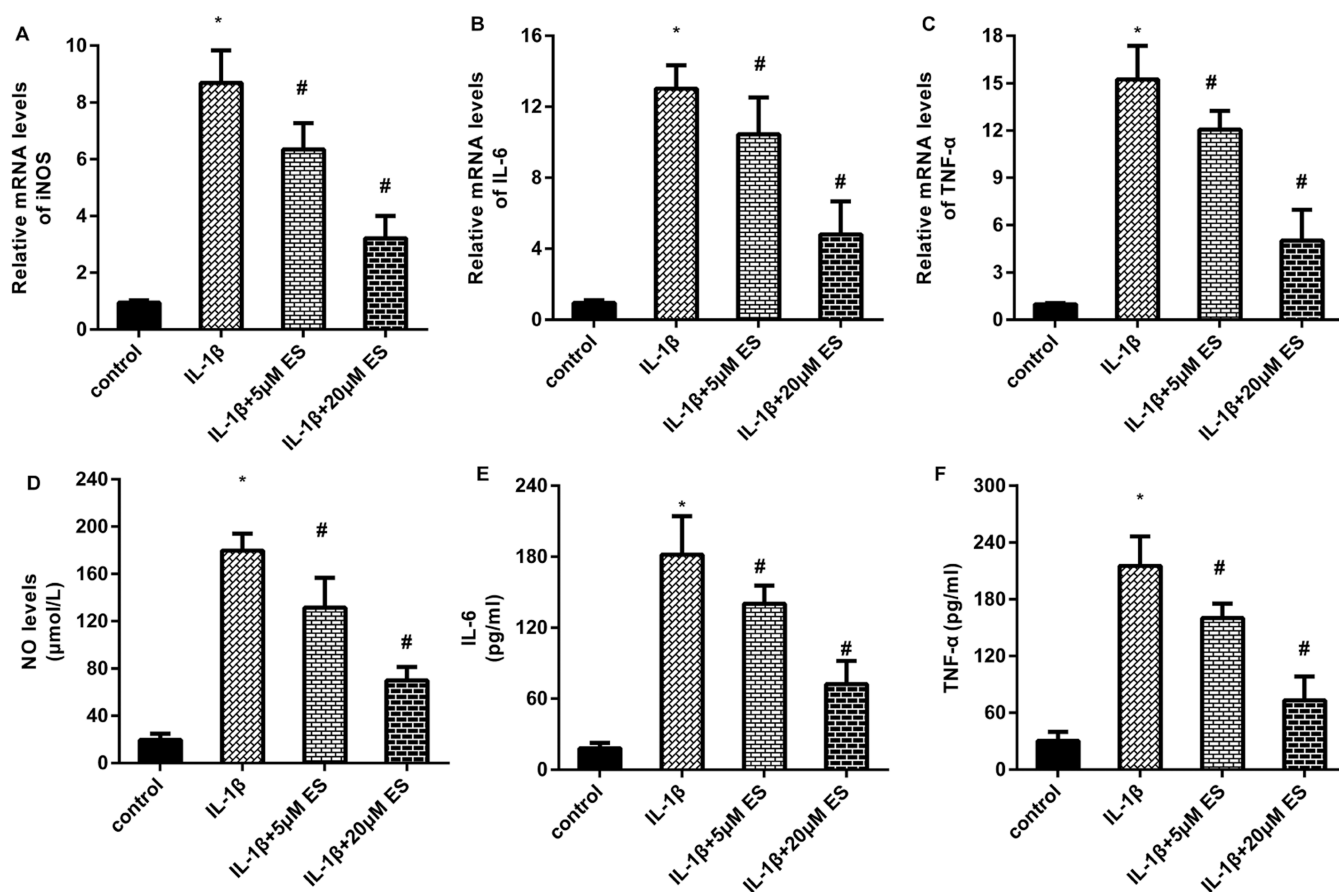 A
Relative mRNA levels
of iNOS
10
8
6
4
2
0
*
#
#
control
IL-1β
IL-1β+5μM ES
IL-1β+20μM ES
B
Relative mRNA levels
of IL-6
16
12
8
4
0
*
#
#
control
IL-1β
IL-1β+5μM ES
IL-1β+20μM ES
C
Relative mRNA levels
of TNF-α
18
15
12
9
6
3
0
*
#
#
control
IL-1β
IL-1β+5μM ES
IL-1β+20μM ES
D
NO levels
(μmol/L)
240
200
160
120
80
40
0
*
#
#
control
IL-1β
IL-1β+5μM ES
IL-1β+20μM ES
E
IL-6
(pg/ml)
240
180
120
60
0
*
#
#
control
IL-1β
IL-1β+5μM ES
IL-1β+20μM ES
F
TNF-α (pg/ml)
300
240
180
120
60
0
*
#
#
control
IL-1β
IL-1β+5μM ES
IL-1β+20μM ES